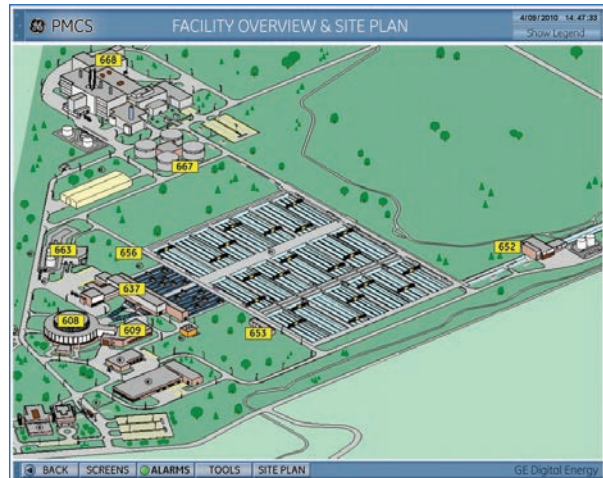 PMCS
FACILITY OVERVIEW & SITE PLAN
4/09/2010 14:47:33
Show Legend
668
667
663
656
652
637
608
609
653
BACK SCREENS ALARMS TOOLS SITE PLAN
GE Digital Energy